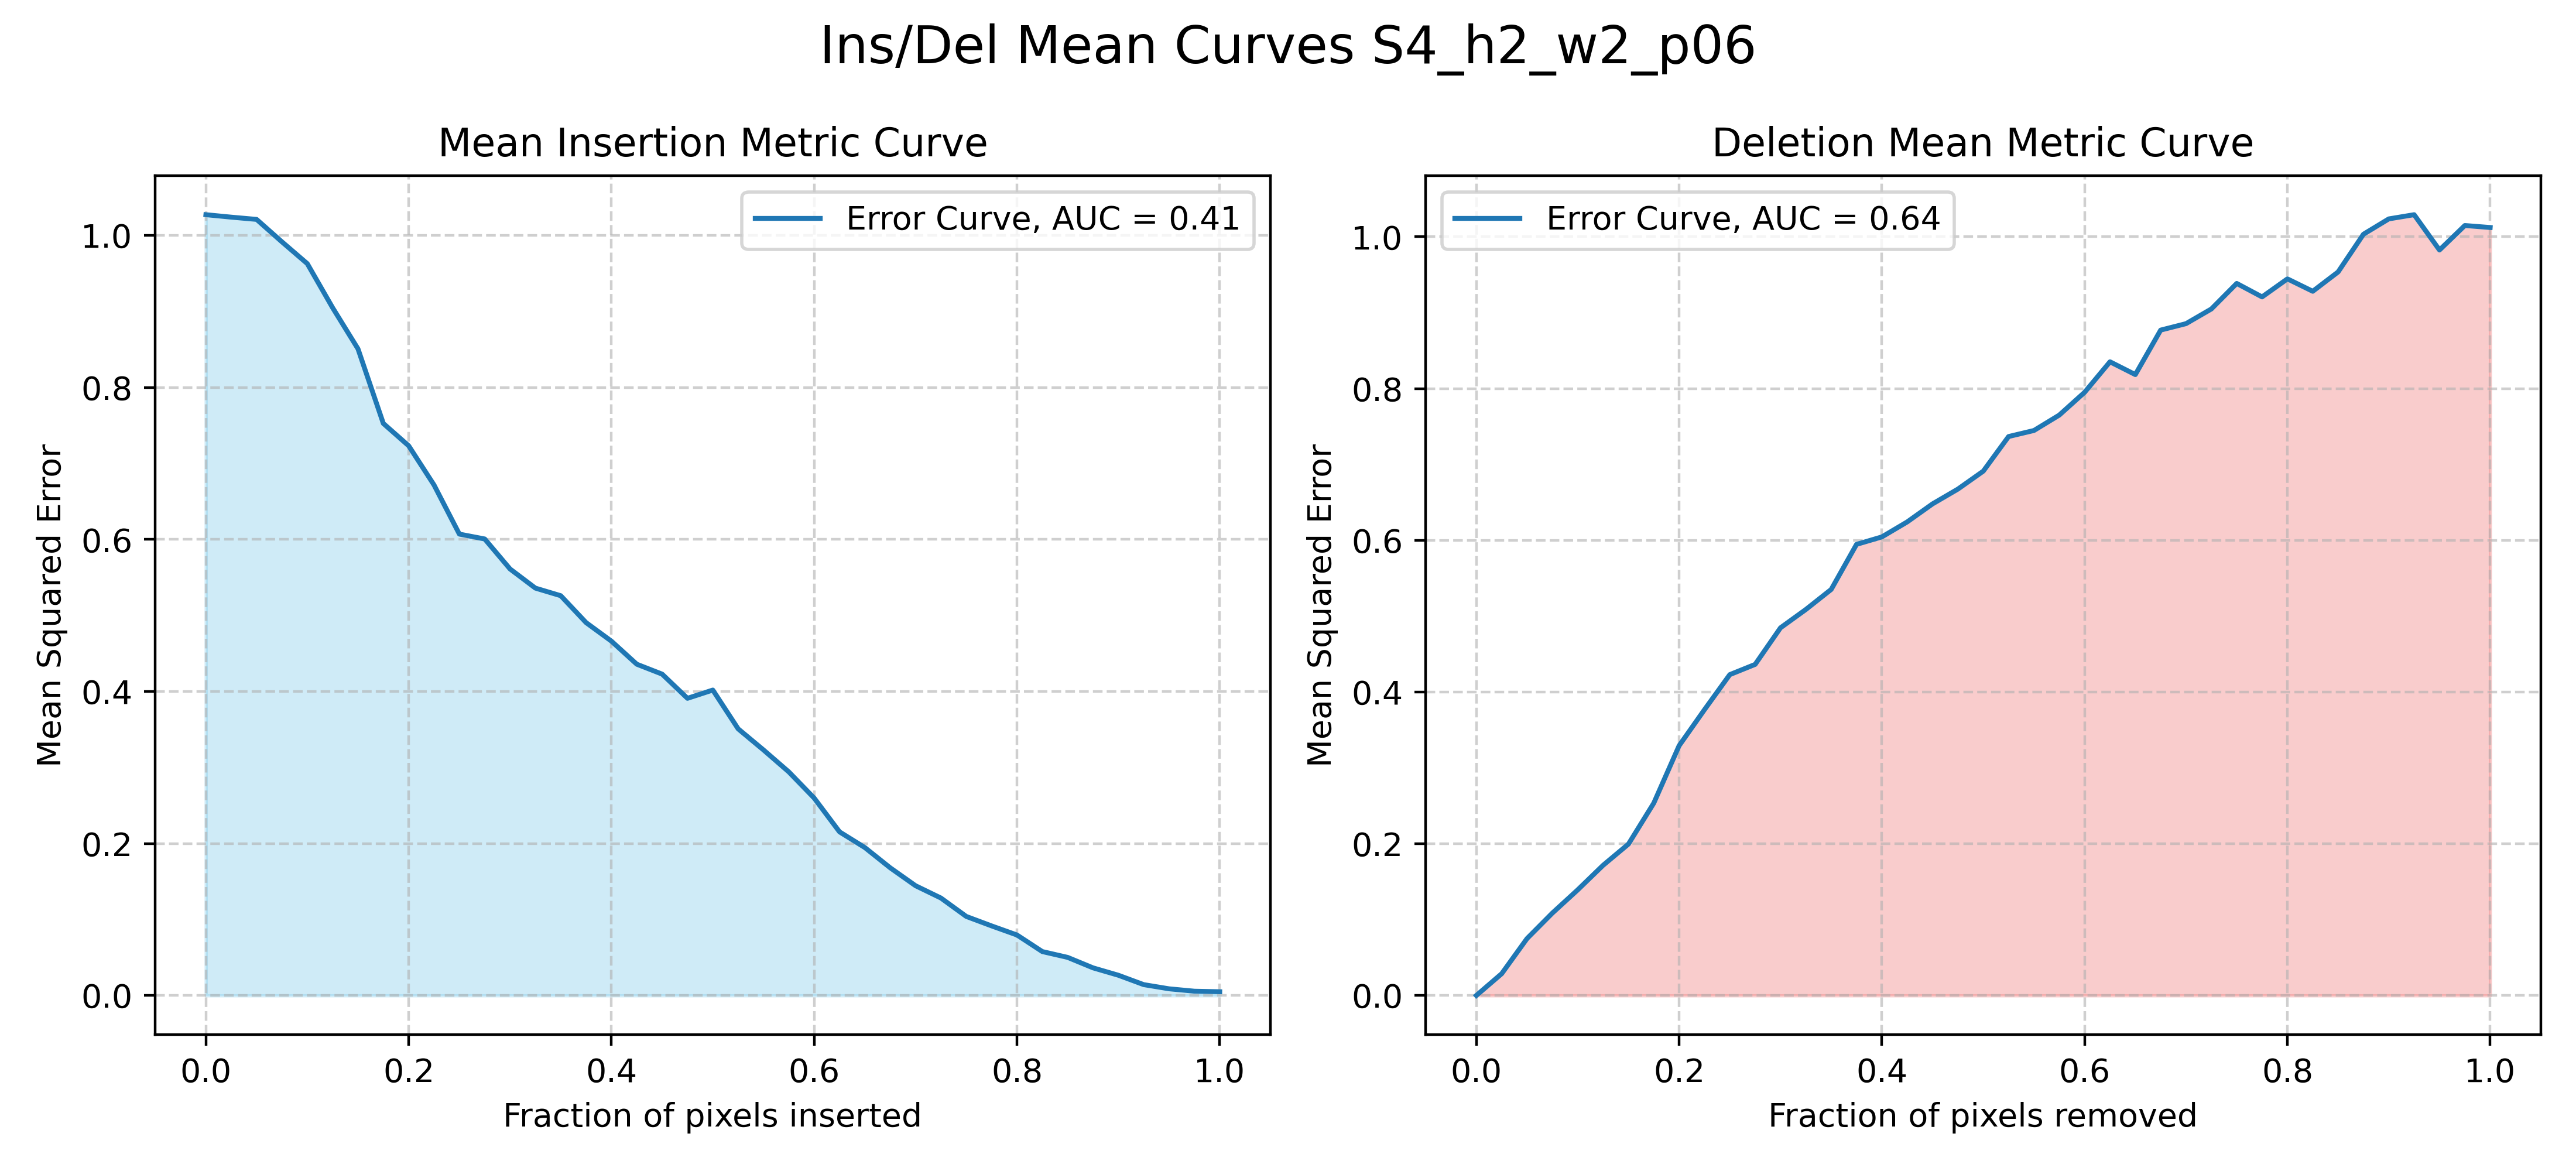 Ins/Del Mean Curves S4_h2_w2_p06
Mean Insertion Metric Curve
Error Curve, AUC = 0.41
Mean Squared Error
1.0
0.8
0.6
0.4
0.2
0.0
0.0 0.2 0.4 0.6 0.8 1.0
Fraction of pixels inserted
Deletion Mean Metric Curve
Error Curve, AUC = 0.64
Mean Squared Error
1.0
0.8
0.6
0.4
0.2
0.0
0.0 0.2 0.4 0.6 0.8 1.0
Fraction of pixels removed